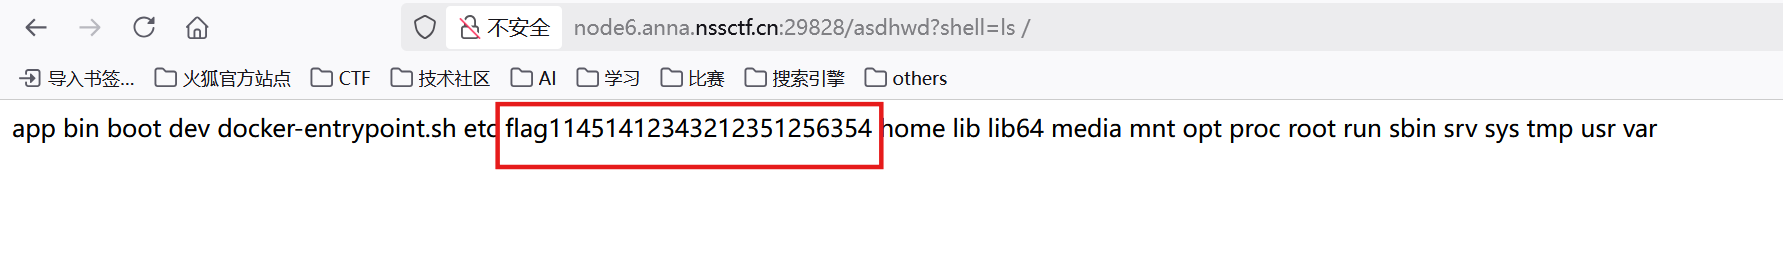 不安全 node6.anna.nssctf.cn:29828/asdhwd?shell=ls /
导入书签... 火狐官方站点 CTF 技术社区 AI 学习 比赛 搜索引擎 others
app bin boot dev docker-entrypoint.sh etc flag11451412343212351256354 home lib lib64 media mnt opt proc root run sbin srv sys tmp usr var